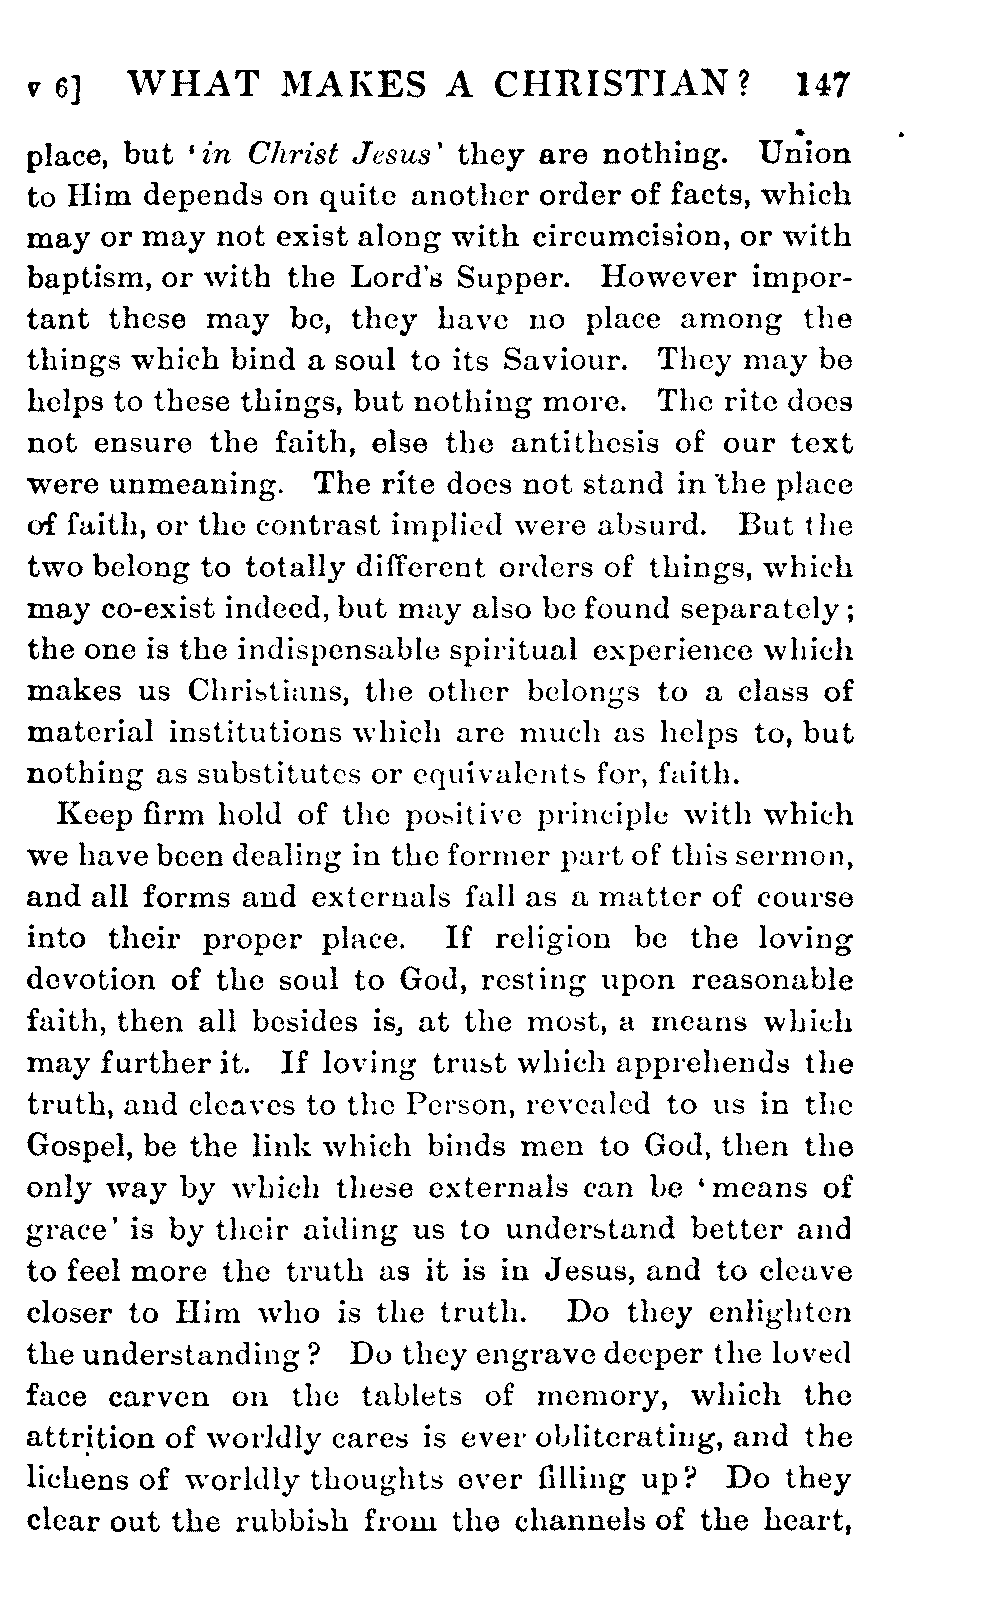 v 6] WHAT MAKES A CHRISTIAN? 147
place, but 'in Christ Jesus' they are nothing. Union
to Him depends on quite another order of facts, which
may or may not exist along with circumcision, or with
baptism, or with the Lord's Supper. However impor-
tant these may be, they have no place among the
things which bind a soul to its Saviour. They may be
helps to these things, but nothing more. The rite does
not ensure the faith, else the antithesis of our text
were unmeaning. The rite does not stand in the place
of faith, or the contrast implied were absurd. But the
two belong to totally different orders of things, which
may co-exist indeed, but may also be found separately;
the one is the indispensable spiritual experience which
makes us Christians, the other belongs to a class of
material institutions which are much as helps to, but
nothing as substitutes or equivalents for, faith.
Keep firm hold of the positive principle with which
we have been dealing in the former part of this sermon,
and all forms and externals fall as a matter of course
into their proper place. If religion be the loving
devotion of the soul to God, resting upon reasonable
faith, then all besides is, at the most, a means which
may further it. If loving trust which apprehends the
truth, and cleaves to the Person, revealed to us in the
Gospel, be the link which binds men to God, then the
only way by which these externals can be 'means of
grace' is by their aiding us to understand better and
to feel more the truth as it is in Jesus, and to cleave
closer to Him who is the truth. Do they enlighten
the understanding? Do they engrave deeper the loved
face carven on the tablets of memory, which the
attrition of worldly cares is ever obliterating, and the
lichens of worldly thoughts ever filling up? Do they
clear out the rubbish from the channels of the heart,